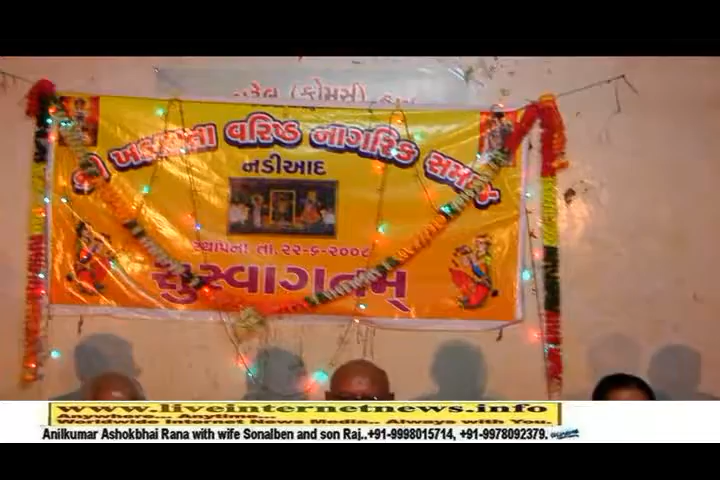 વરિષ્ઠ નાગરિક સમાજ
નડીઆદ
સ્થાપના તા. ૨૨-૬-૨૦૦૮
સુસ્વાગતમ્
www.liveinternetnews.info
Anywhere... Anytime...
Worldwide Internet News Media.. Always with You.
Anilkumar Ashokbhai Rana with wife Sonalben and son Raj..+91-9998015714, +91-9978092379.